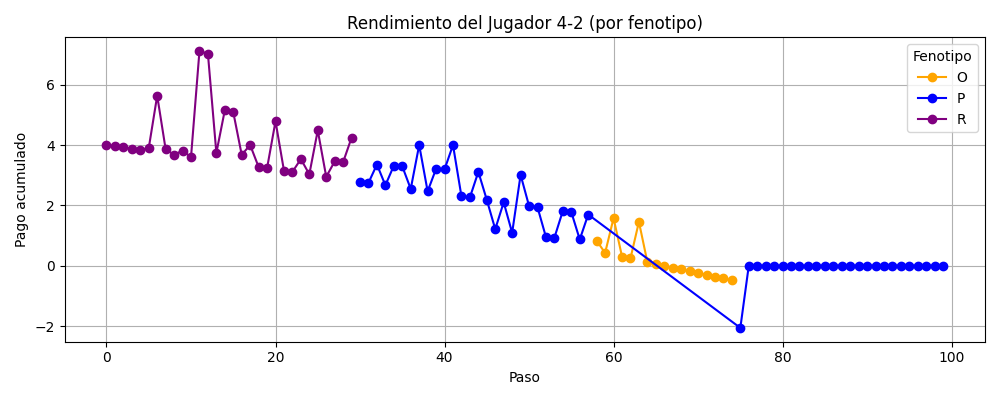 Rendimiento del Jugador 4-2 (por fenotipo)
Pago acumulado
6
4
2
0
−2
0
20
40
60
80
100
Paso
Fenotipo
O
P
R